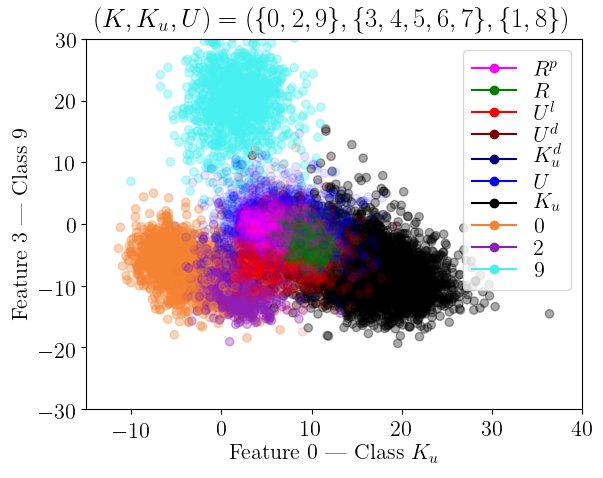 (K, K_u, U) = ({0, 2, 9}, {3, 4, 5, 6, 7}, {1, 8})
30
20
10
0
−10
−20
−30
Feature 3 — Class 9
R^p
R
U^l
U^d
K_u^d
U
K_u
0
2
9
−10
0
10
20
30
40
Feature 0 — Class K_u